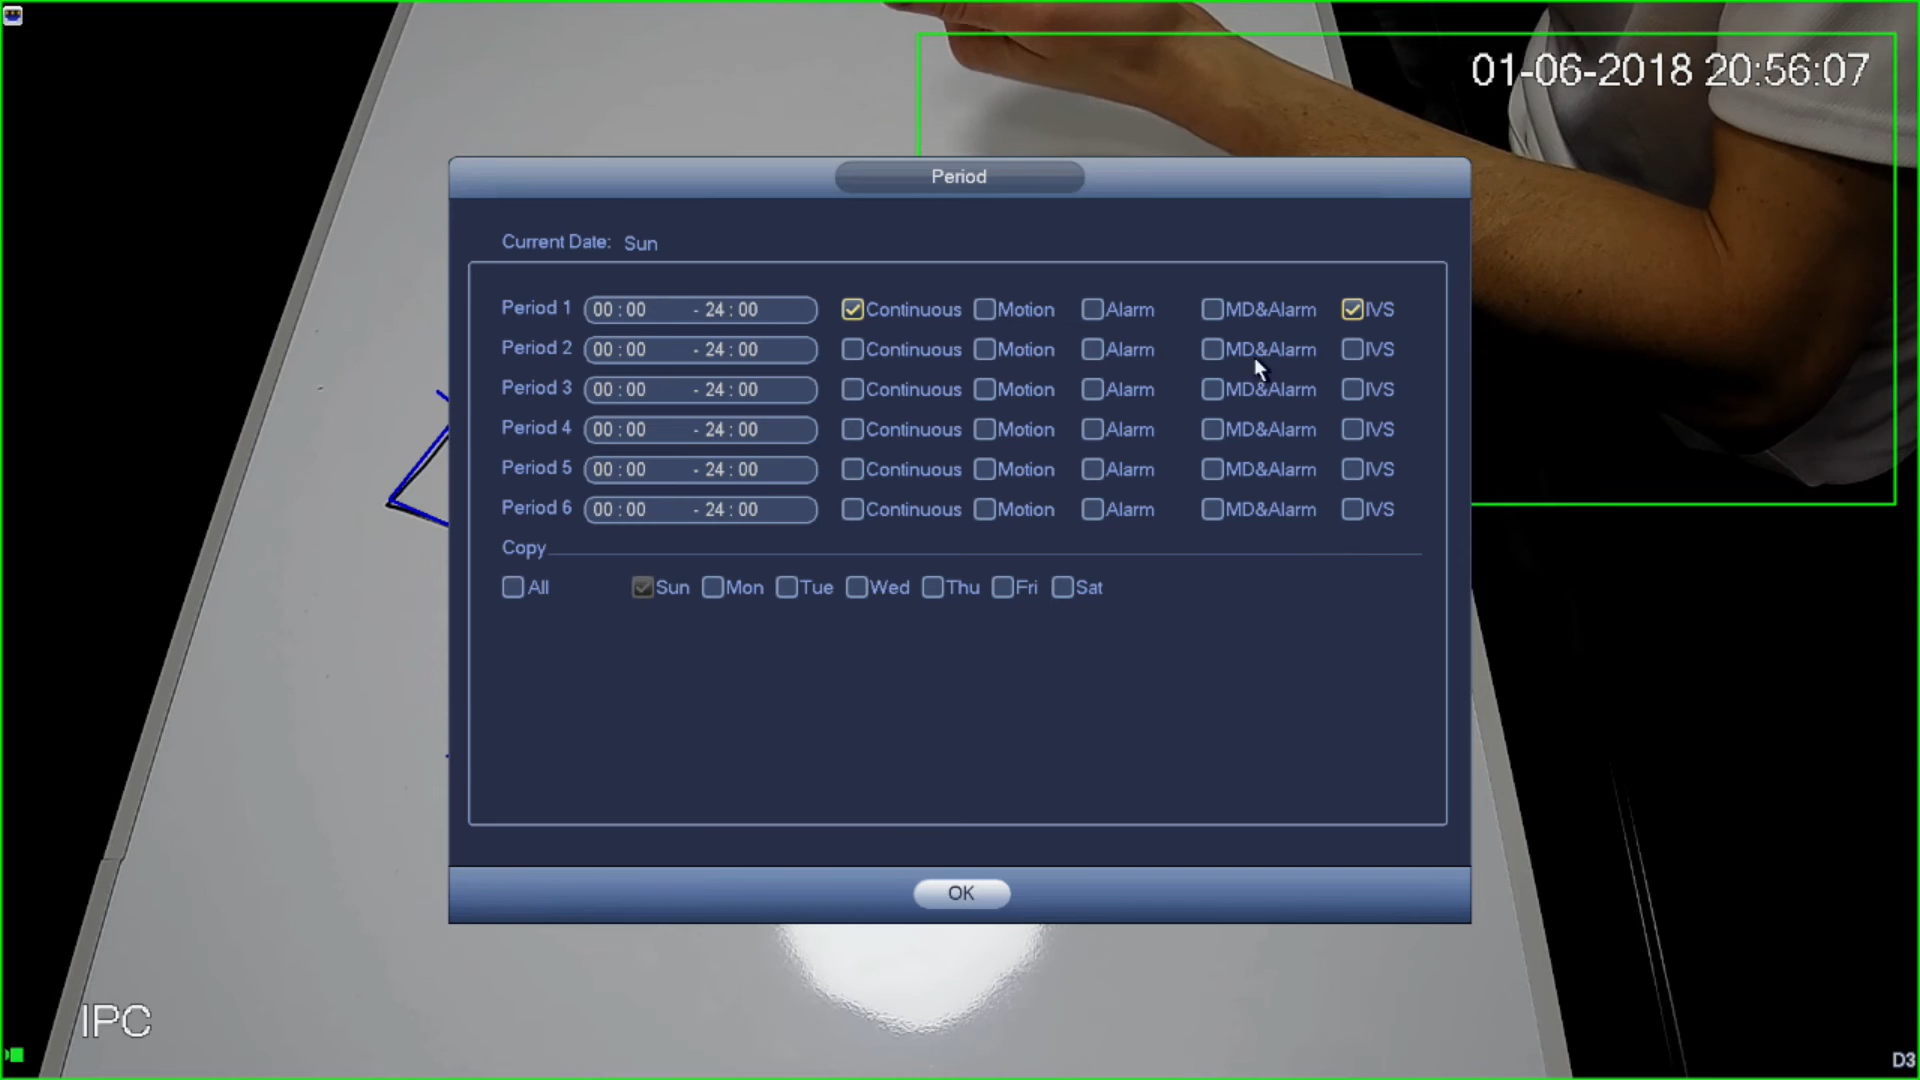 01-06-2018 20:56:07
Period
Current Date: Sun
Period 1 00 : 00 - 24 : 00 Continuous Motion Alarm MD&Alarm IVS
Period 2 00 : 00 - 24 : 00 Continuous Motion Alarm MD&Alarm IVS
Period 3 00 : 00 - 24 : 00 Continuous Motion Alarm MD&Alarm IVS
Period 4 00 : 00 - 24 : 00 Continuous Motion Alarm MD&Alarm IVS
Period 5 00 : 00 - 24 : 00 Continuous Motion Alarm MD&Alarm IVS
Period 6 00 : 00 - 24 : 00 Continuous Motion Alarm MD&Alarm IVS
Copy
All Sun Mon Tue Wed Thu Fri Sat
OK
IPC
D3